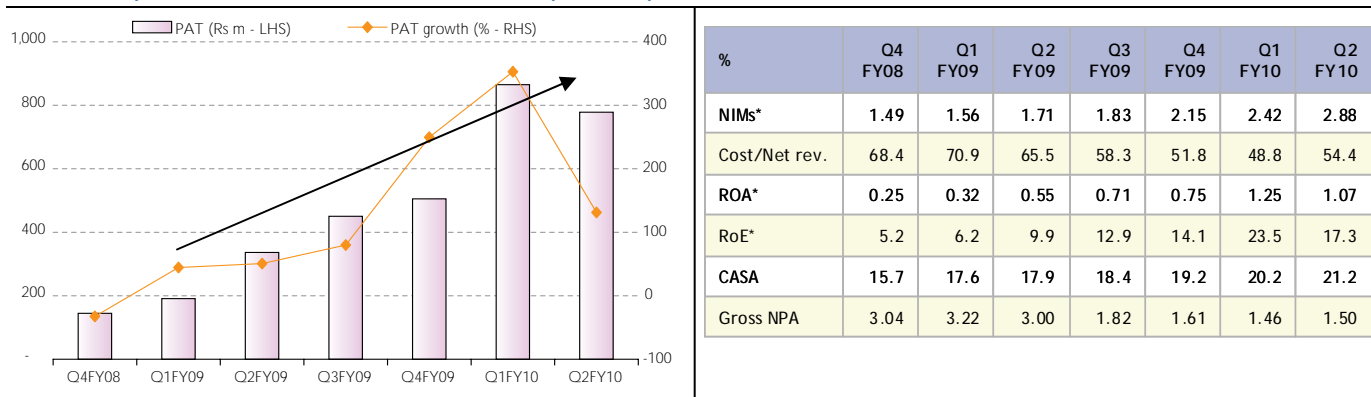 PAT (Rs m - LHS) PAT growth (% - RHS)
1,000 400
800 300
600 200
400 100
200 0
- -100
Q4FY08 Q1FY09 Q2FY09 Q3FY09 Q4FY09 Q1FY10 Q2FY10
% Q4 FY08 Q1 FY09 Q2 FY09 Q3 FY09 Q4 FY09 Q1 FY10 Q2 FY10
NIMs* 1.49 1.56 1.71 1.83 2.15 2.42 2.88
Cost/Net rev. 68.4 70.9 65.5 58.3 51.8 48.8 54.4
ROA* 0.25 0.32 0.55 0.71 0.75 1.25 1.07
RoE* 5.2 6.2 9.9 12.9 14.1 23.5 17.3
CASA 15.7 17.6 17.9 18.4 19.2 20.2 21.2
Gross NPA 3.04 3.22 3.00 1.82 1.61 1.46 1.50